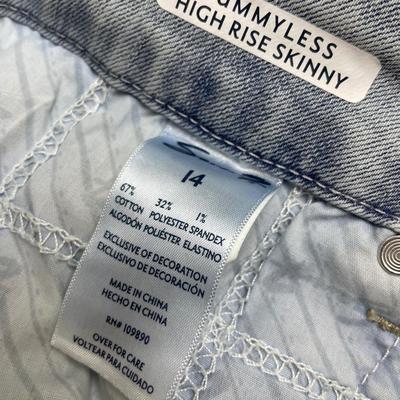 UMMYLESS
HIGH RISE SKINNY
14
67% 32% 1%
COTTON POLYESTER SPANDEX
ALGODÓN POLIÉSTER ELASTINO
EXCLUSIVE OF DECORATION
EXCLUSIVO DE DECORACIÓN
MADE IN CHINA
HECHO EN CHINA
RN# 109890
OVER FOR CARE
VOLTEAR PARA CUIDADO